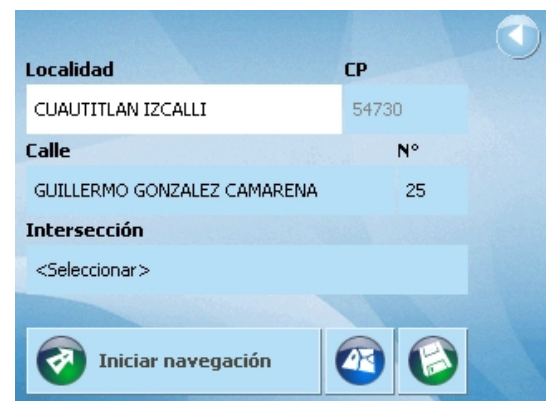 Localidad CP
CUAUTITLAN IZCALLI 54730
Calle N°
GUILLERMO GONZALEZ CAMARENA 25
Intersección
<Seleccionar>
Iniciar navegación